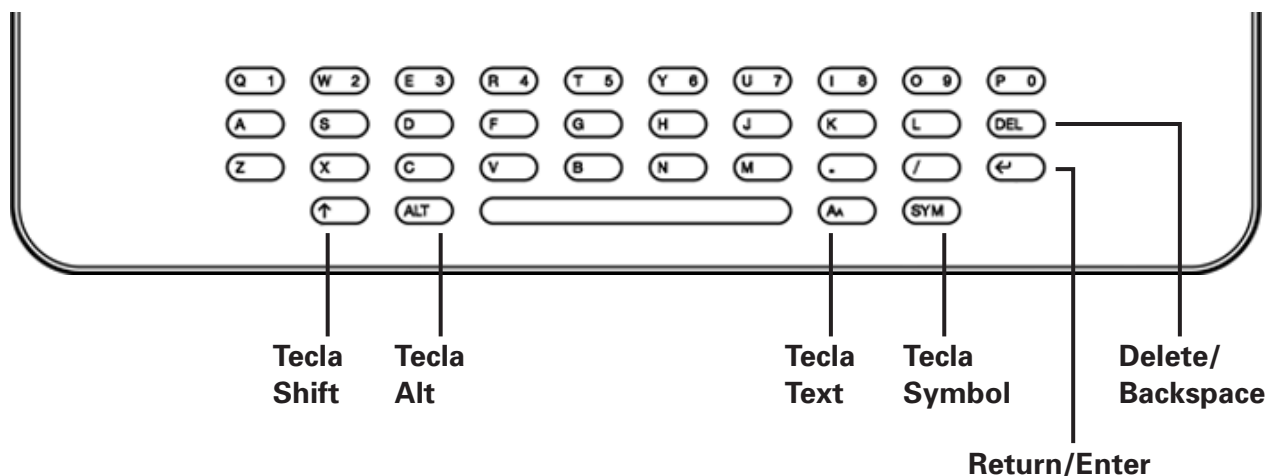 Q 1 W 2 E 3 R 4 T 5 Y 6 U 7 I 8 O 9 P 0
A S D F G H J K L DEL
Z X C V B N M . / ↵
↑ ALT AA SYM
Tecla Shift
Tecla Alt
Tecla Text
Tecla Symbol
Delete/ Backspace
Return/Enter